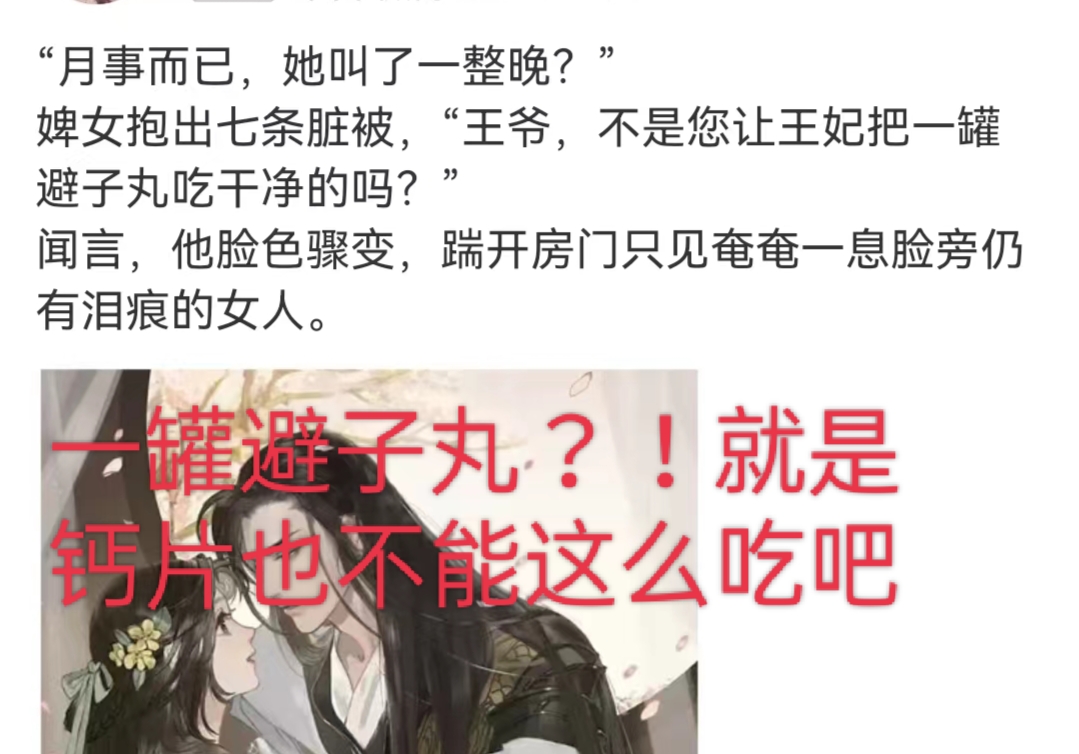 “月事而已，她叫了一整晚？”
婢女抱出七条脏被，“王爷，不是您让王妃把一罐
避子丸吃干净的吗？”
闻言，他脸色骤变，踹开房门只见奄奄一息脸旁仍
有泪痕的女人。
一罐避子丸？！就是
钙片也不能这么吃吧